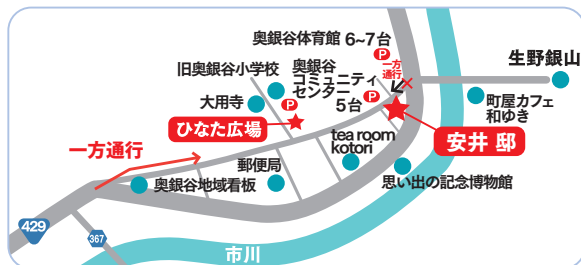 奥銀谷体育館 6~7台
P
一方
通行
生野銀山
旧奥銀谷小学校
奥銀谷
コミュニティ
センター
5台
P
P
大用寺
ひなた広場
町屋カフェ
和ゆき
安井 邸
一方通行
tea room
kotori
郵便局
奥銀谷地域看板
思い出の記念博物館
429
367
市川